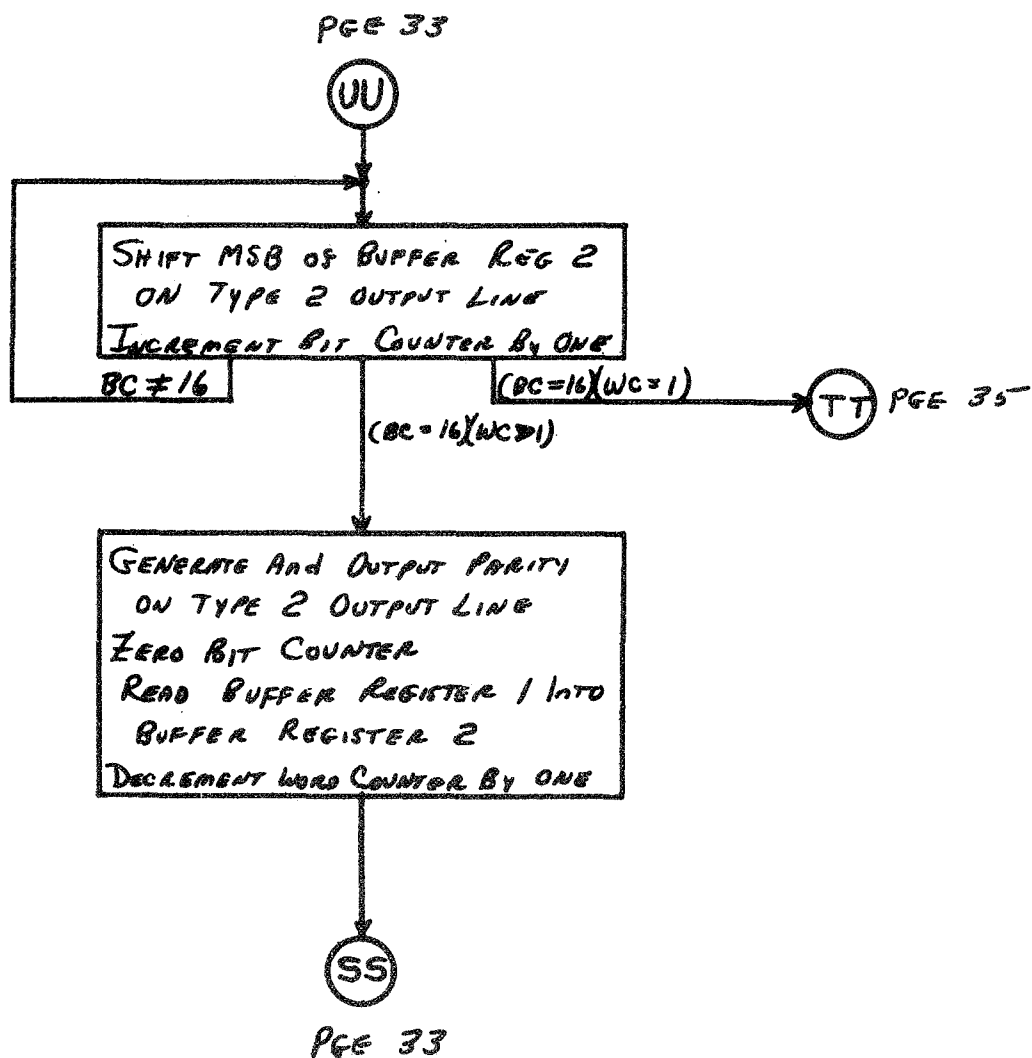 PGE 33
UU
SHIFT MSB of BUFFER REG 2
ON TYPE 2 OUTPUT LINE
INCREMENT BIT COUNTER By ONE
BC ≠ 16
(BC=16)(WC=1)
TT PGE 35
(BC=16)(WC>1)
GENERATE And OUTPUT PARITY
ON TYPE 2 OUTPUT LINE
ZERO BIT COUNTER
READ BUFFER REGISTER 1 INTO
BUFFER REGISTER 2
DECREMENT WORD COUNTER By ONE
SS
PGE 33